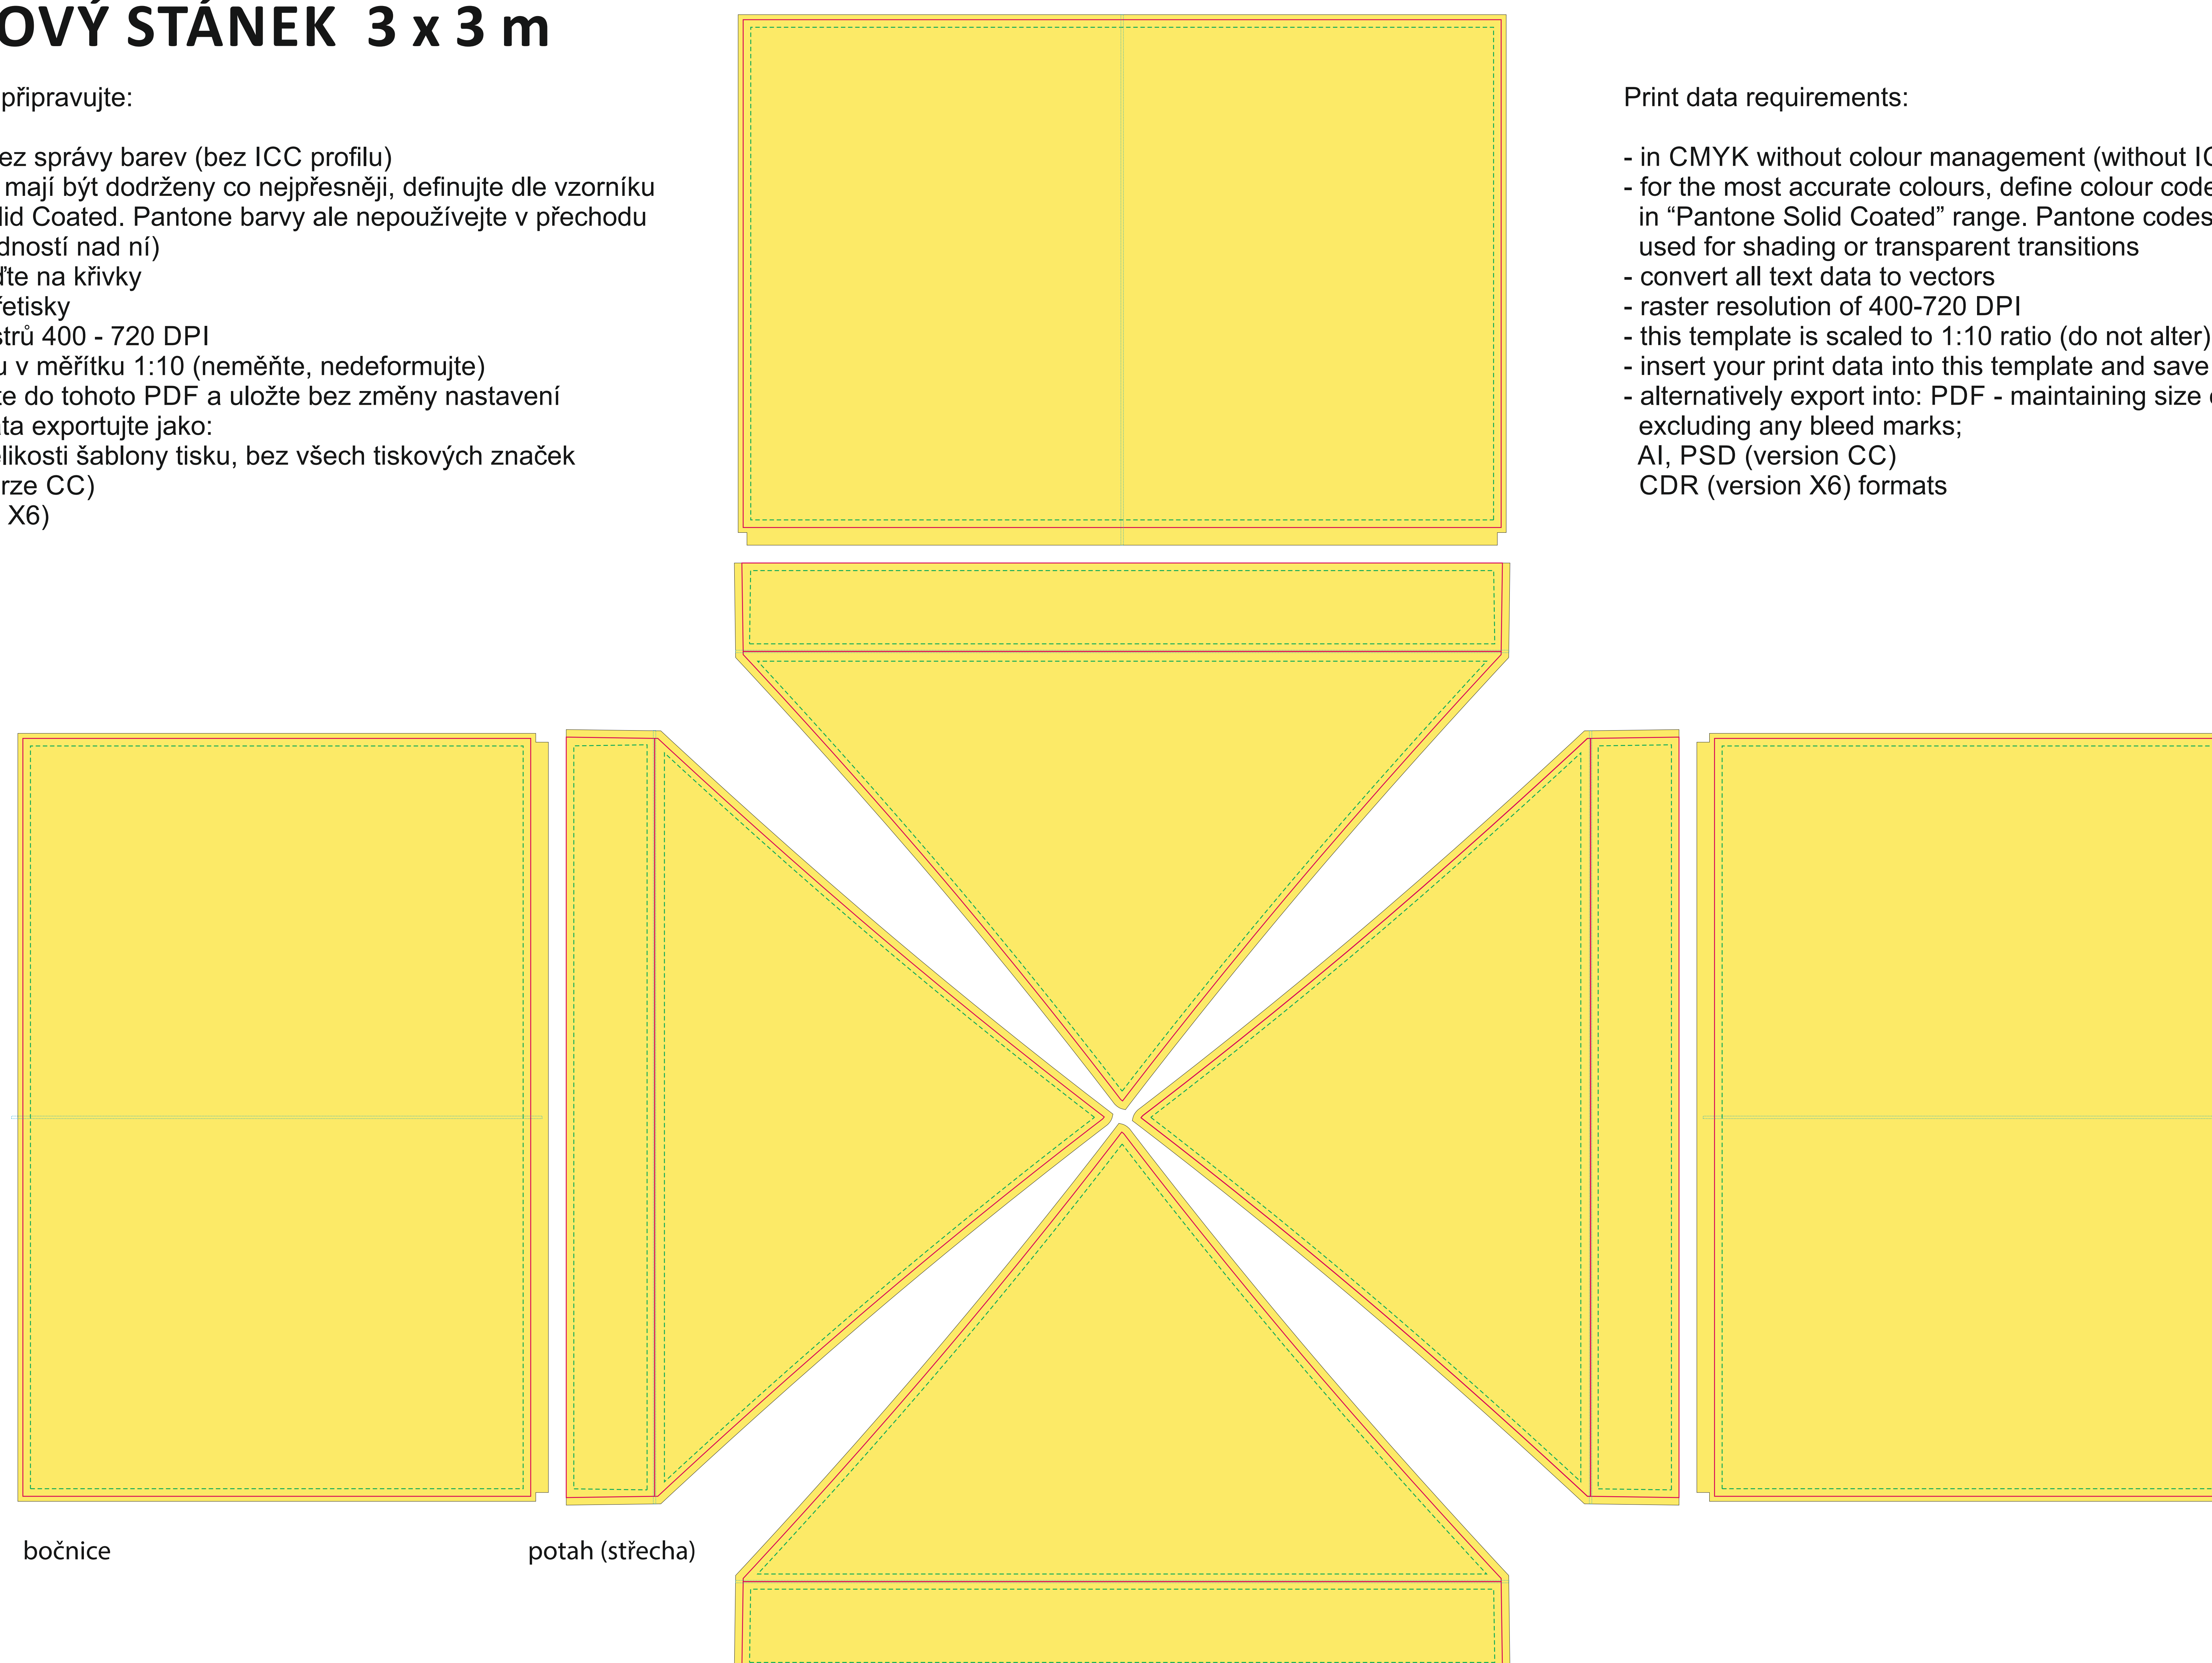 OVÝ STÁNEK 3 x 3 m
připravujte:
ez správy barev (bez ICC profilu)
mají být dodrženy co nejpřesněji, definujte dle vzorníku
lid Coated. Pantone barvy ale nepoužívejte v přechodu
dností nad ní)
ďte na křivky
řetisky
strů 400 - 720 DPI
u v měřítku 1:10 (neměňte, nedeformujte)
te do tohoto PDF a uložte bez změny nastavení
ata exportujte jako:
elikosti šablony tisku, bez všech tiskových značek
rze CC)
X6)
Print data requirements:
- in CMYK without colour management (without IC
- for the most accurate colours, define colour code
in “Pantone Solid Coated” range. Pantone codes
used for shading or transparent transitions
- convert all text data to vectors
- raster resolution of 400-720 DPI
- this template is scaled to 1:10 ratio (do not alter)
- insert your print data into this template and save
- alternatively export into: PDF - maintaining size
excluding any bleed marks;
AI, PSD (version CC)
CDR (version X6) formats
bočnice
potah (střecha)